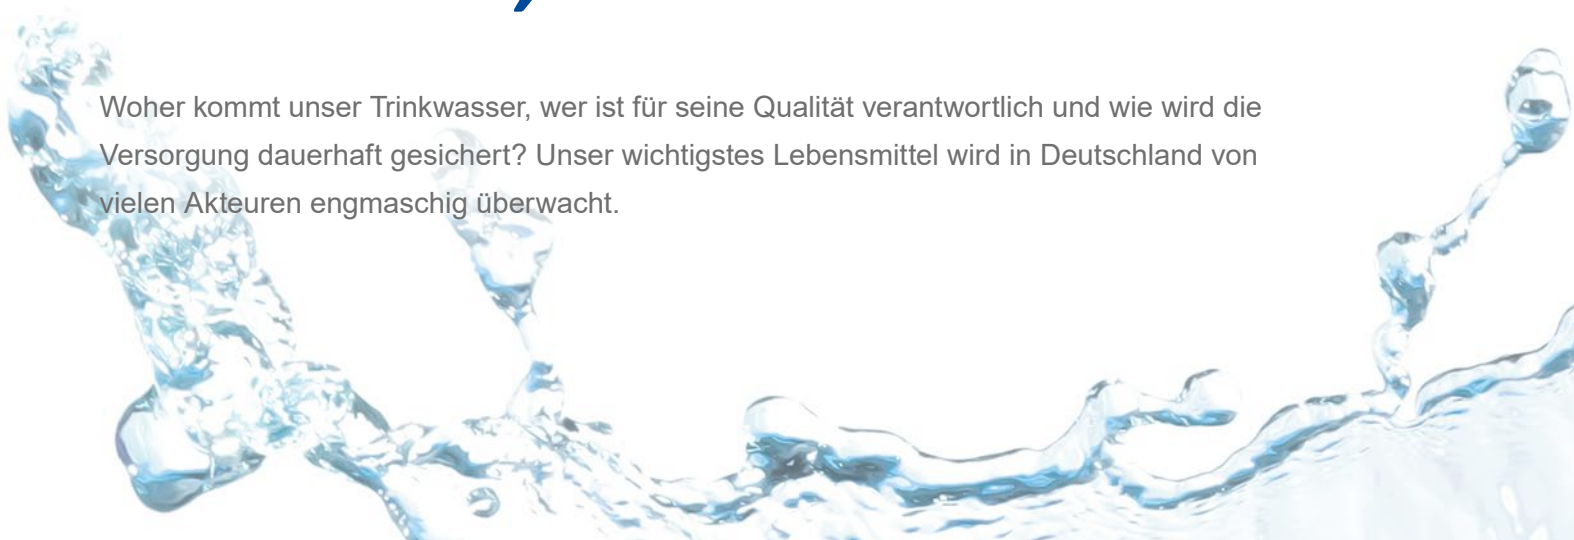 Woher kommt unser Trinkwasser, wer ist für seine Qualität verantwortlich und wie wird die
Versorgung dauerhaft gesichert? Unser wichtigstes Lebensmittel wird in Deutschland von
vielen Akteuren engmaschig überwacht.